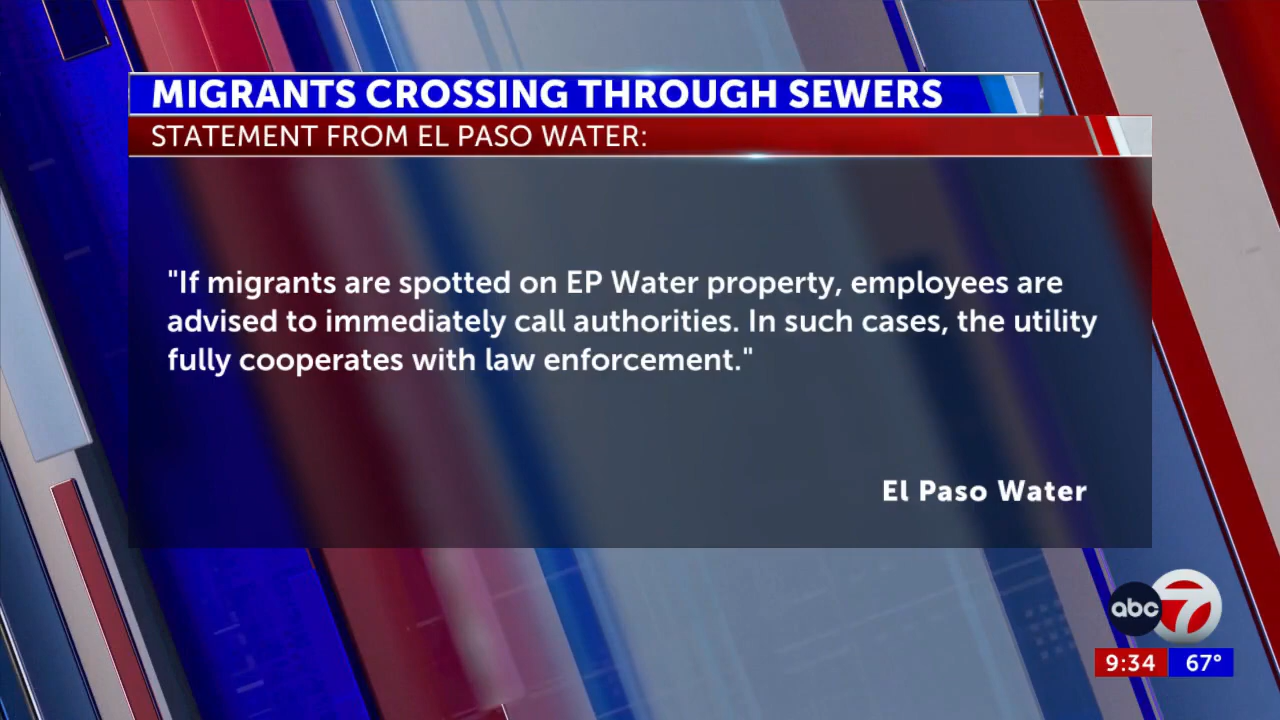 MIGRANTS CROSSING THROUGH SEWERS
STATEMENT FROM EL PASO WATER:
"If migrants are spotted on EP Water property, employees are
advised to immediately call authorities. In such cases, the utility
fully cooperates with law enforcement."
El Paso Water
abc 7
9:34 67°